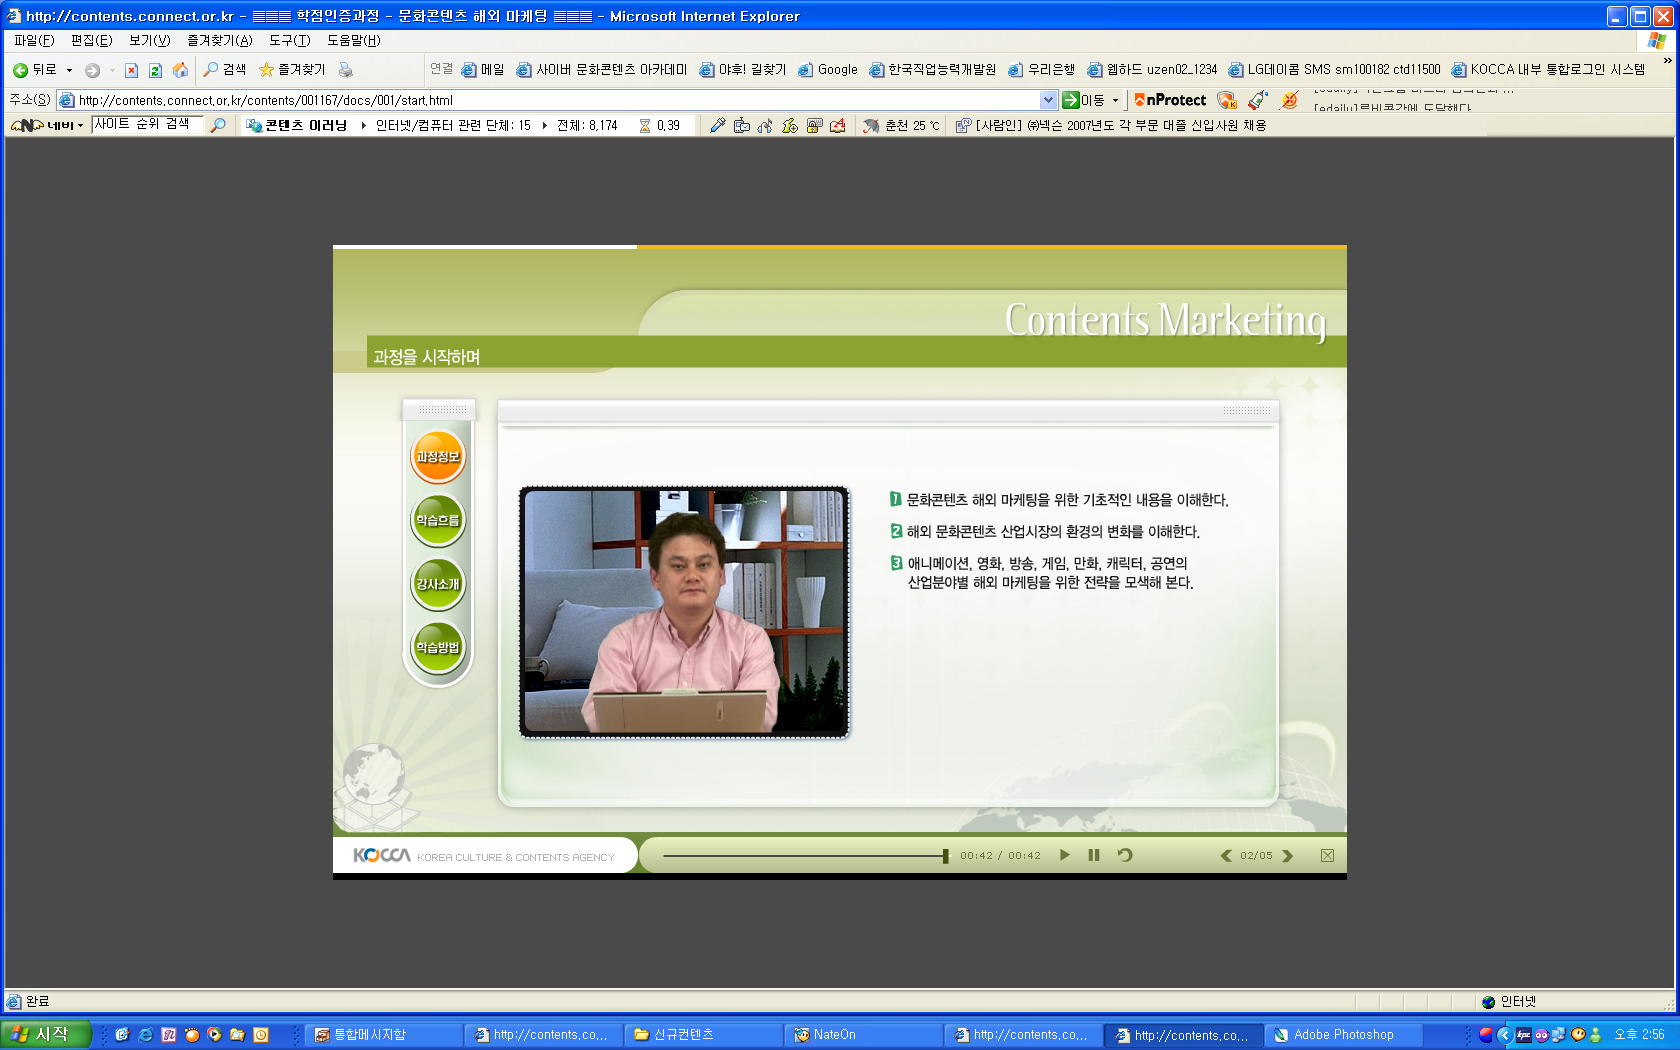 http://contents.connect.or.kr - ≡≡≡ 학점인증과정 - 문화콘텐츠 해외 마케팅 ≡≡≡ - Microsoft Internet Explorer
파일(F) 편집(E) 보기(V) 즐겨찾기(A) 도구(T) 도움말(H)
뒤로 검색 즐겨찾기 연결 메일 사이버 문화콘텐츠 아카데미 야후! 길찾기 Google 한국직업능력개발원 우리은행 웹하드 uzen02_1234 LG데이콤 SMS sm100182 ctd11500 KOCCA 내부 통합로그인 시스템 »
주소(S) http://contents.connect.or.kr/contents/001167/docs/001/start.html 이동 nProtect
네비 사이트 순위 검색 콘텐츠 이러닝 인터넷/컴퓨터 관련 단체: 15 전체: 8,174 0.39 춘천 25 ℃ [사람인] ㈜넥슨 2007년도 각 부문 대졸 신입사원 채용
Contents Marketing
과정을 시작하며
과정정보
학습흐름
강사소개
학습방법
1 문화콘텐츠 해외 마케팅을 위한 기초적인 내용을 이해한다.
2 해외 문화콘텐츠 산업시장의 환경의 변화를 이해한다.
3 애니메이션, 영화, 방송, 게임, 만화, 캐릭터, 공연의
산업분야별 해외 마케팅을 위한 전략을 모색해 본다.
KOCCA KOREA CULTURE & CONTENTS AGENCY 00:42 / 00:42 02/05
완료 인터넷
시작 통합메시지함 http://contents.co... 신규컨텐츠 NateOn http://contents.co... http://contents.co... Adobe Photoshop 오후 2:56